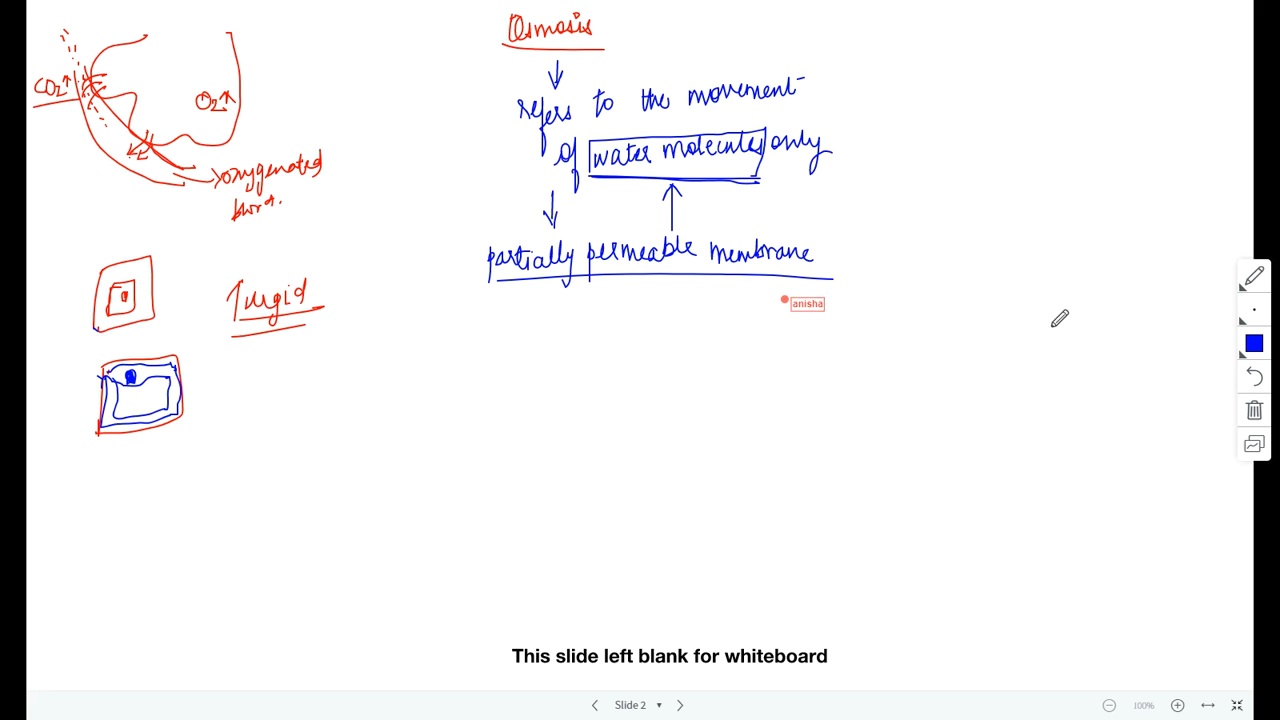 Osmosis
refers to the movement
of water molecules only
partially permeable membrane
anisha
CO2↑
O2↑
oxygenated
Turgid
This slide left blank for whiteboard
Slide 2
100%